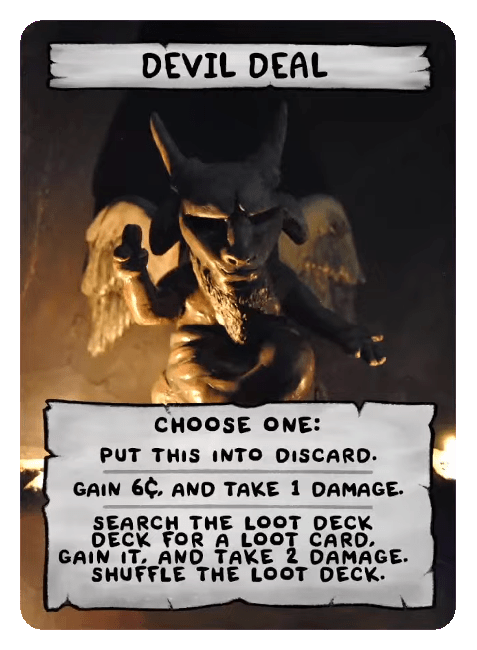 DEVIL DEAL
CHOOSE ONE:
PUT THIS INTO DISCARD.
GAIN 6¢, AND TAKE 1 DAMAGE.
SEARCH THE LOOT DECK
DECK FOR A LOOT CARD,
GAIN IT, AND TAKE 2 DAMAGE.
SHUFFLE THE LOOT DECK.